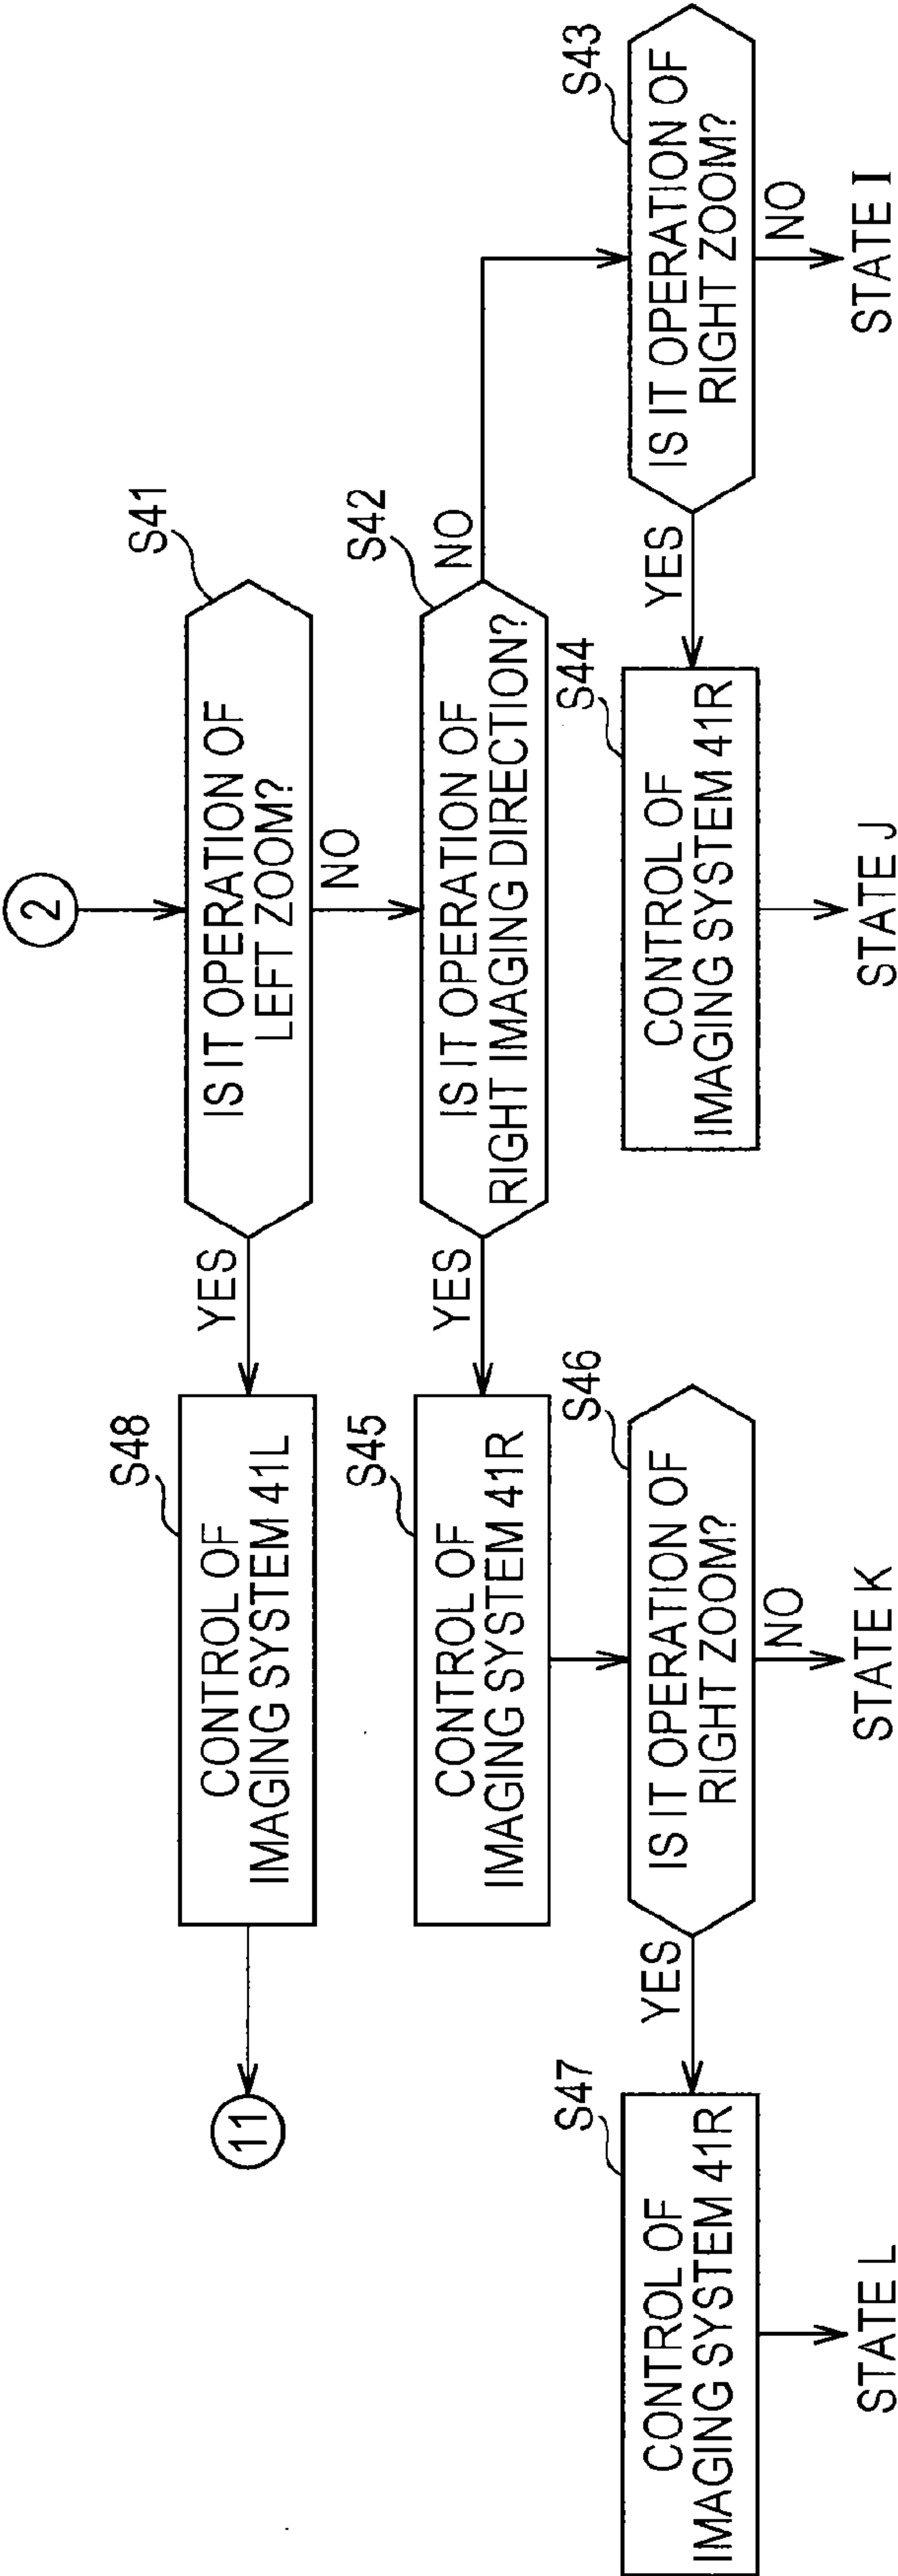 2
S41
IS IT OPERATION OF
LEFT ZOOM?
YES
NO
S48
CONTROL OF
IMAGING SYSTEM 41L
11
S42
IS IT OPERATION OF
RIGHT IMAGING DIRECTION?
YES
NO
S45
CONTROL OF
IMAGING SYSTEM 41R
S43
IS IT OPERATION OF
RIGHT ZOOM?
YES
NO
STATE I
S44
CONTROL OF
IMAGING SYSTEM 41R
STATE J
S46
IS IT OPERATION OF
RIGHT ZOOM?
YES
NO
STATE K
S47
CONTROL OF
IMAGING SYSTEM 41R
STATE L